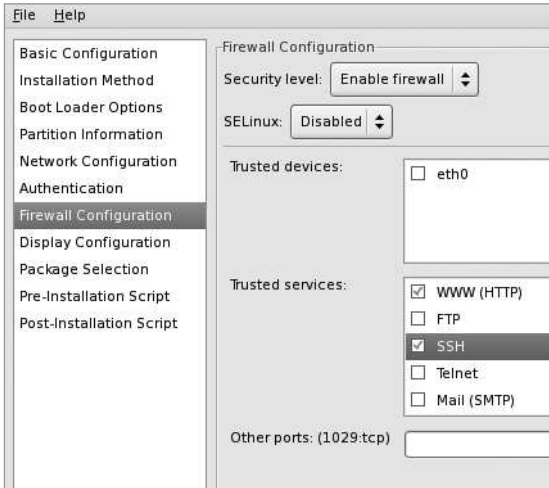 File Help
Basic Configuration
Installation Method
Boot Loader Options
Partition Information
Network Configuration
Authentication
Firewall Configuration
Display Configuration
Package Selection
Pre-Installation Script
Post-Installation Script
Firewall Configuration
Security level: Enable firewall
SELinux: Disabled
Trusted devices:
eth0
Trusted services:
WWW (HTTP)
FTP
SSH
Telnet
Mail (SMTP)
Other ports: (1029:tcp)